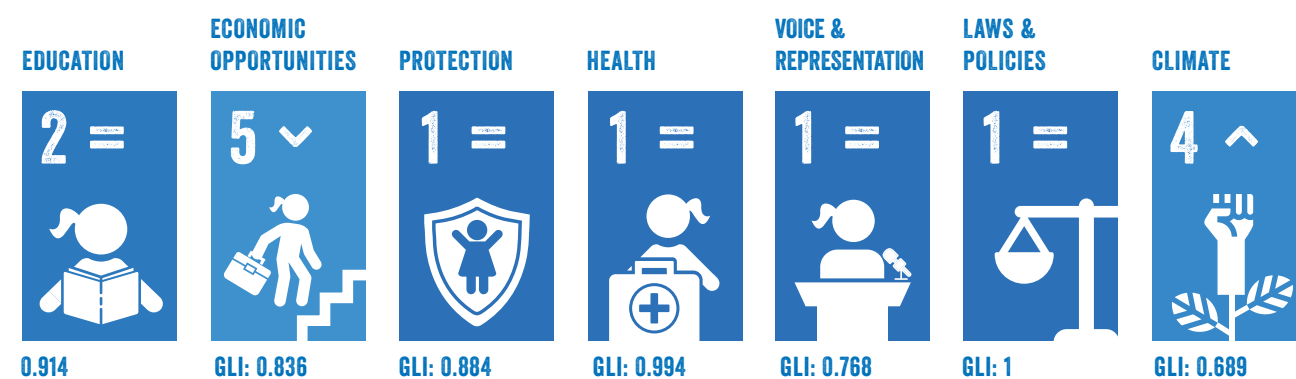 EDUCATION
2 =
0.914
ECONOMIC
OPPORTUNITIES
5
GLI: 0.836
PROTECTION
1 =
GLI: 0.884
HEALTH
1 =
GLI: 0.994
VOICE &
REPRESENTATION
1 =
GLI: 0.768
LAWS &
POLICIES
1 =
GLI: 1
CLIMATE
4
GLI: 0.689